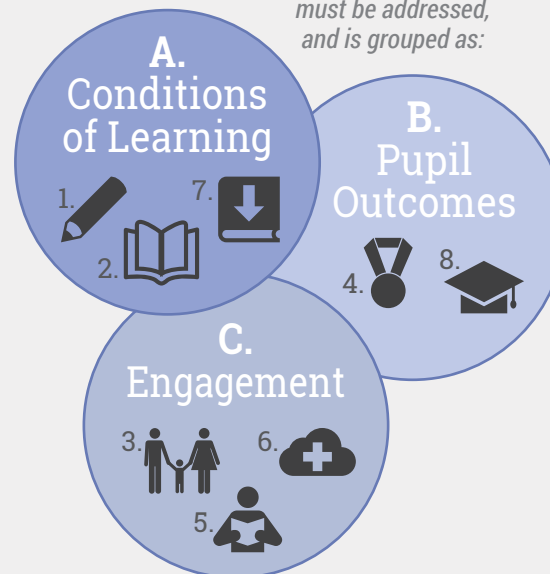 must be addressed,
and is grouped as:
A.
Conditions
of Learning
1.
7.
2.
B.
Pupil
Outcomes
4.
8.
C.
Engagement
3.
6.
5.